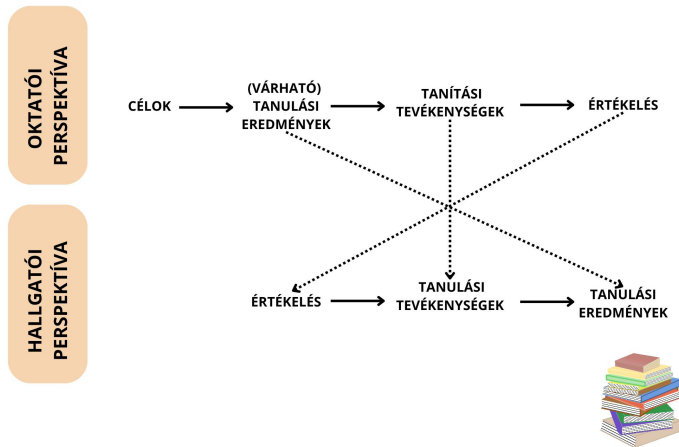 OKTATÓI
PERSPEKTÍVA
CÉLOK
(VÁRHATÓ)
TANULÁSI
EREDMÉNYEK
TANÍTÁSI
TEVÉKENYSÉGEK
ÉRTÉKELÉS
HALLGATÓI
PERSPEKTÍVA
ÉRTÉKELÉS
TANULÁSI
TEVÉKENYSÉGEK
TANULÁSI
EREDMÉNYEK